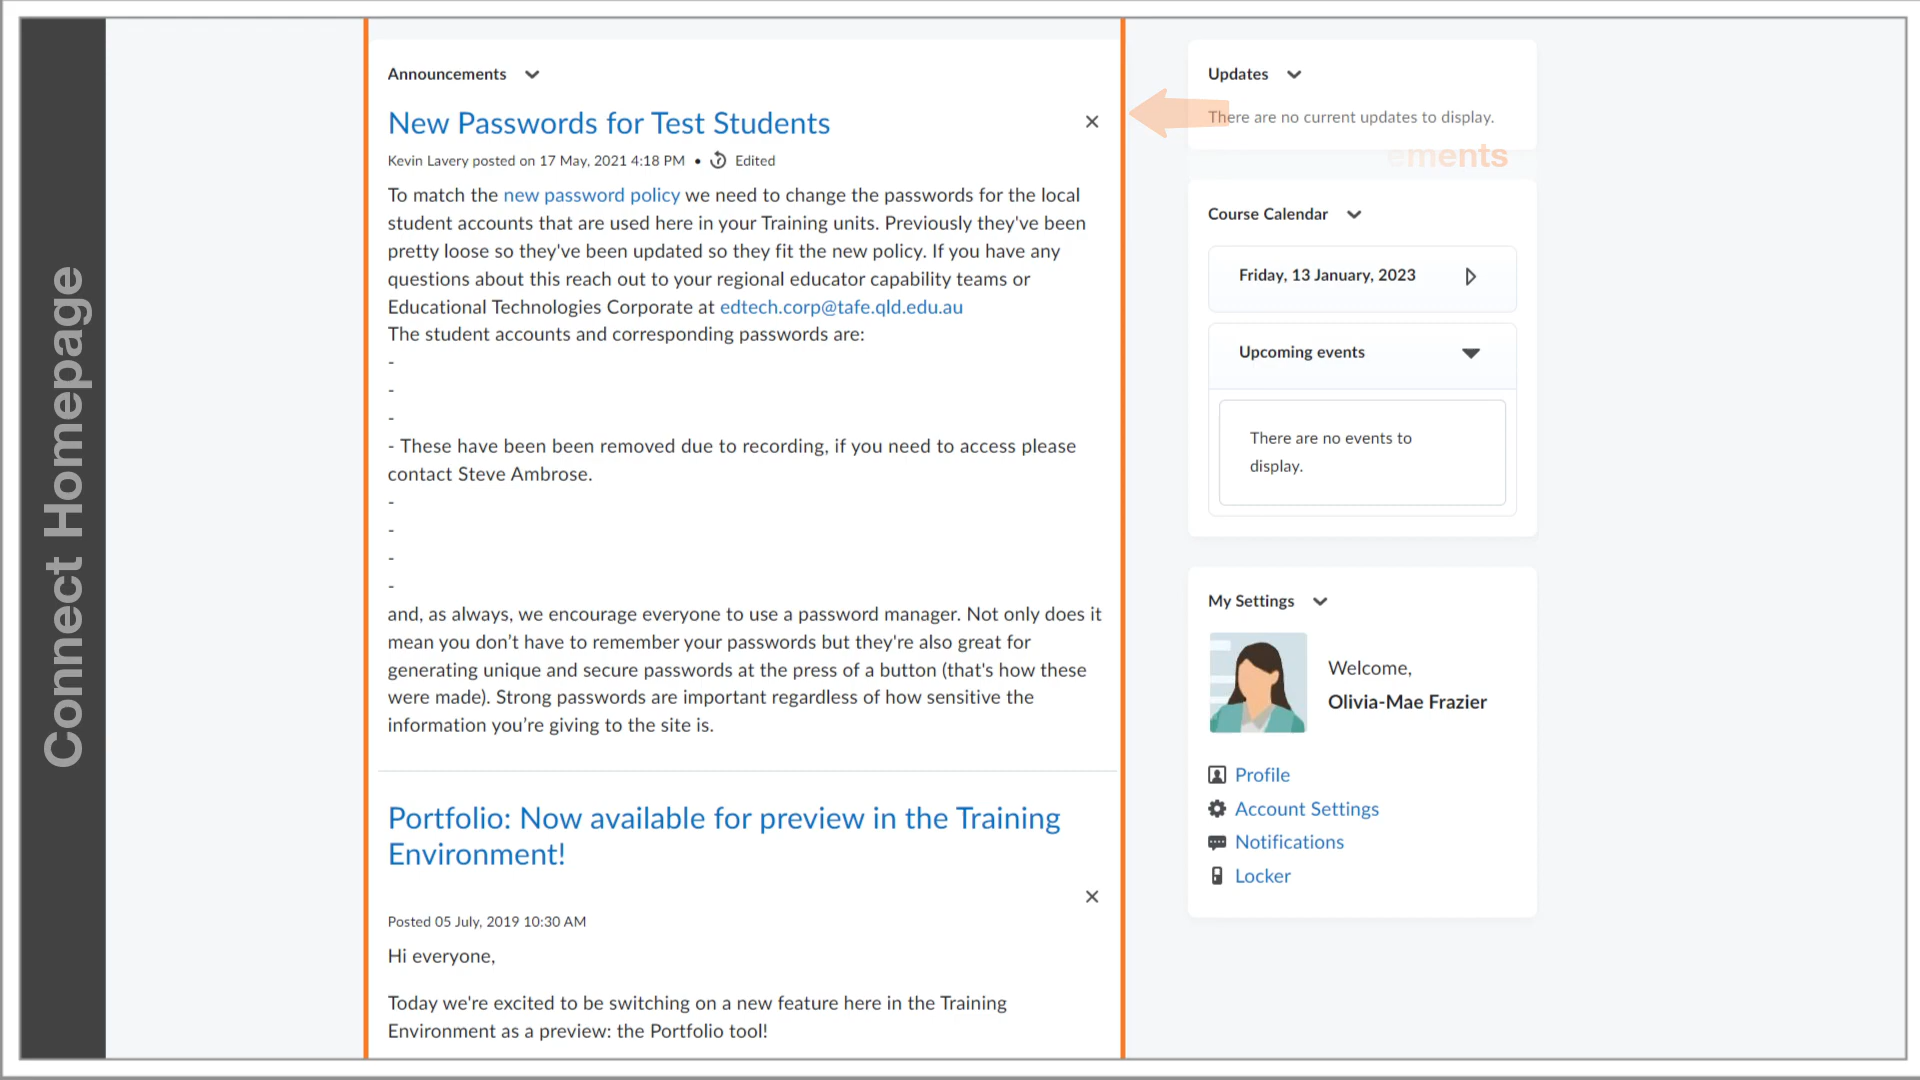 Connect Homepage
Announcements
New Passwords for Test Students
Kevin Lavery posted on 17 May, 2021 4:18 PM • Edited
To match the new password policy we need to change the passwords for the local
student accounts that are used here in your Training units. Previously they've been
pretty loose so they've been updated so they fit the new policy. If you have any
questions about this reach out to your regional educator capability teams or
Educational Technologies Corporate at edtech.corp@tafe.qld.edu.au
The student accounts and corresponding passwords are:
-
-
-
- These have been been removed due to recording, if you need to access please
contact Steve Ambrose.
-
-
-
-
and, as always, we encourage everyone to use a password manager. Not only does it
mean you don’t have to remember your passwords but they're also great for
generating unique and secure passwords at the press of a button (that's how these
were made). Strong passwords are important regardless of how sensitive the
information you’re giving to the site is.
Portfolio: Now available for preview in the Training
Environment!
Posted 05 July, 2019 10:30 AM
Hi everyone,
Today we're excited to be switching on a new feature here in the Training
Environment as a preview: the Portfolio tool!
Updates
There are no current updates to display.
ements
Course Calendar
Friday, 13 January, 2023
Upcoming events
There are no events to
display.
My Settings
Welcome,
Olivia-Mae Frazier
Profile
Account Settings
Notifications
Locker